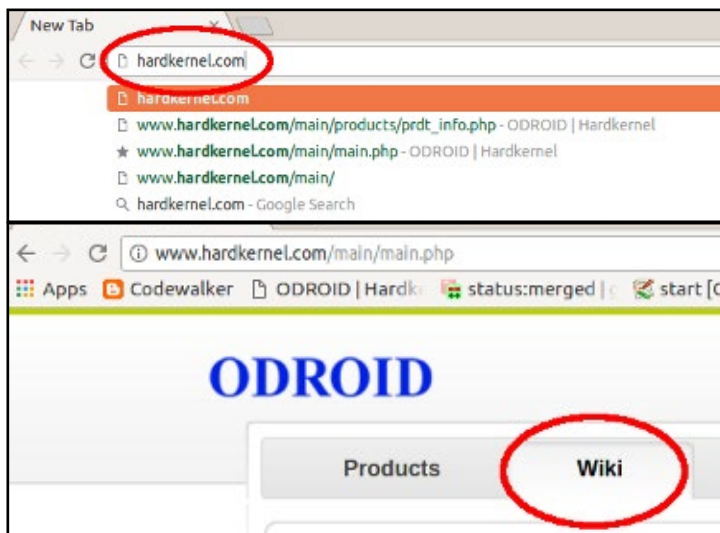 New Tab
hardkernel.com
hardkernel.com
www.hardkernel.com/main/products/prdt_info.php - ODROID | Hardkernel
www.hardkernel.com/main/main.php - ODROID | Hardkernel
www.hardkernel.com/main/
hardkernel.com - Google Search
www.hardkernel.com/main/main.php
Apps Codewalker ODROID | Hardk status:merged | start [
ODROID
Products Wiki